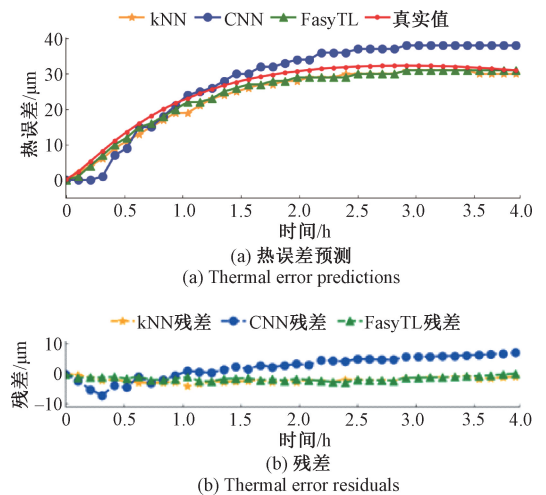 kNN CNN FasyTL 真实值
热误差/μm
40
30
20
10
0
0 0.5 1.0 1.5 2.0 2.5 3.0 3.5 4.0
时间/h
(a) 热误差预测
(a) Thermal error predictions
kNN残差 CNN残差 FasyTL残差
残差/μm
10
0
−10
0 0.5 1.0 1.5 2.0 2.5 3.0 3.5 4.0
时间/h
(b) 残差
(b) Thermal error residuals